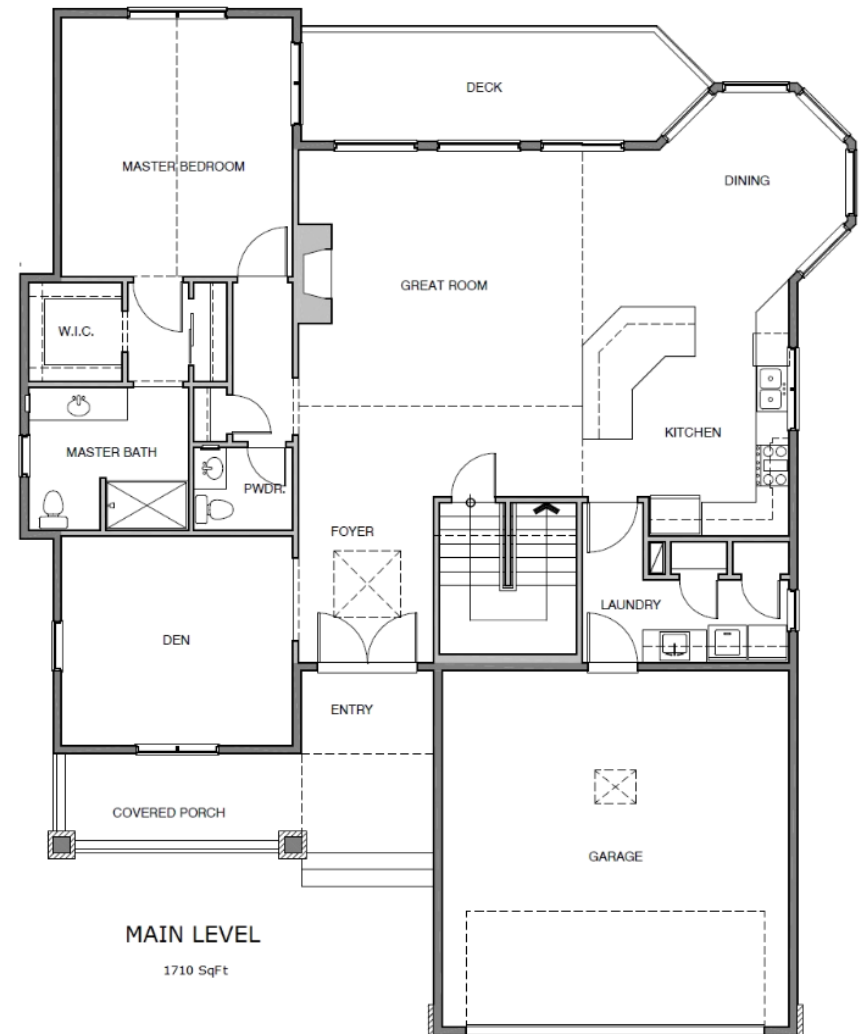 DECK
MASTER BEDROOM
DINING
GREAT ROOM
W.I.C.
KITCHEN
MASTER BATH
PWDR.
FOYER
LAUNDRY
DEN
ENTRY
COVERED PORCH
GARAGE
MAIN LEVEL
1710 SqFt